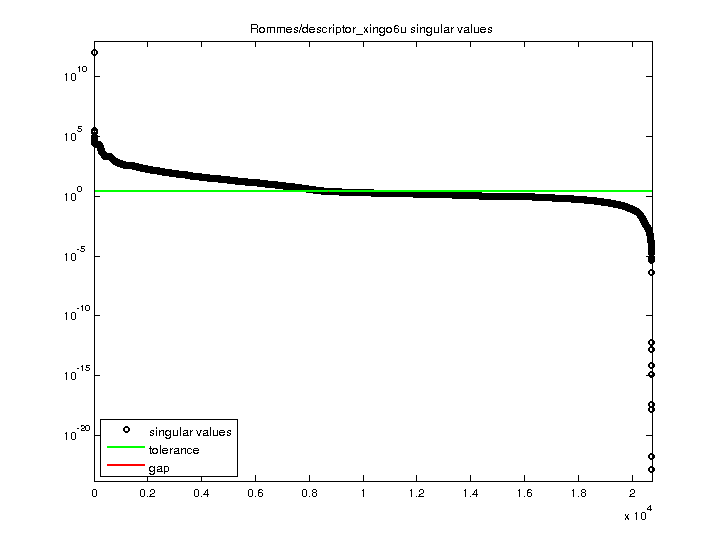 Rommes/descriptor_xingo6u singular values
10^10
10^5
10^0
10^-5
10^-10
10^-15
10^-20
singular values
tolerance
gap
0 0.2 0.4 0.6 0.8 1 1.2 1.4 1.6 1.8 2
x 10^4